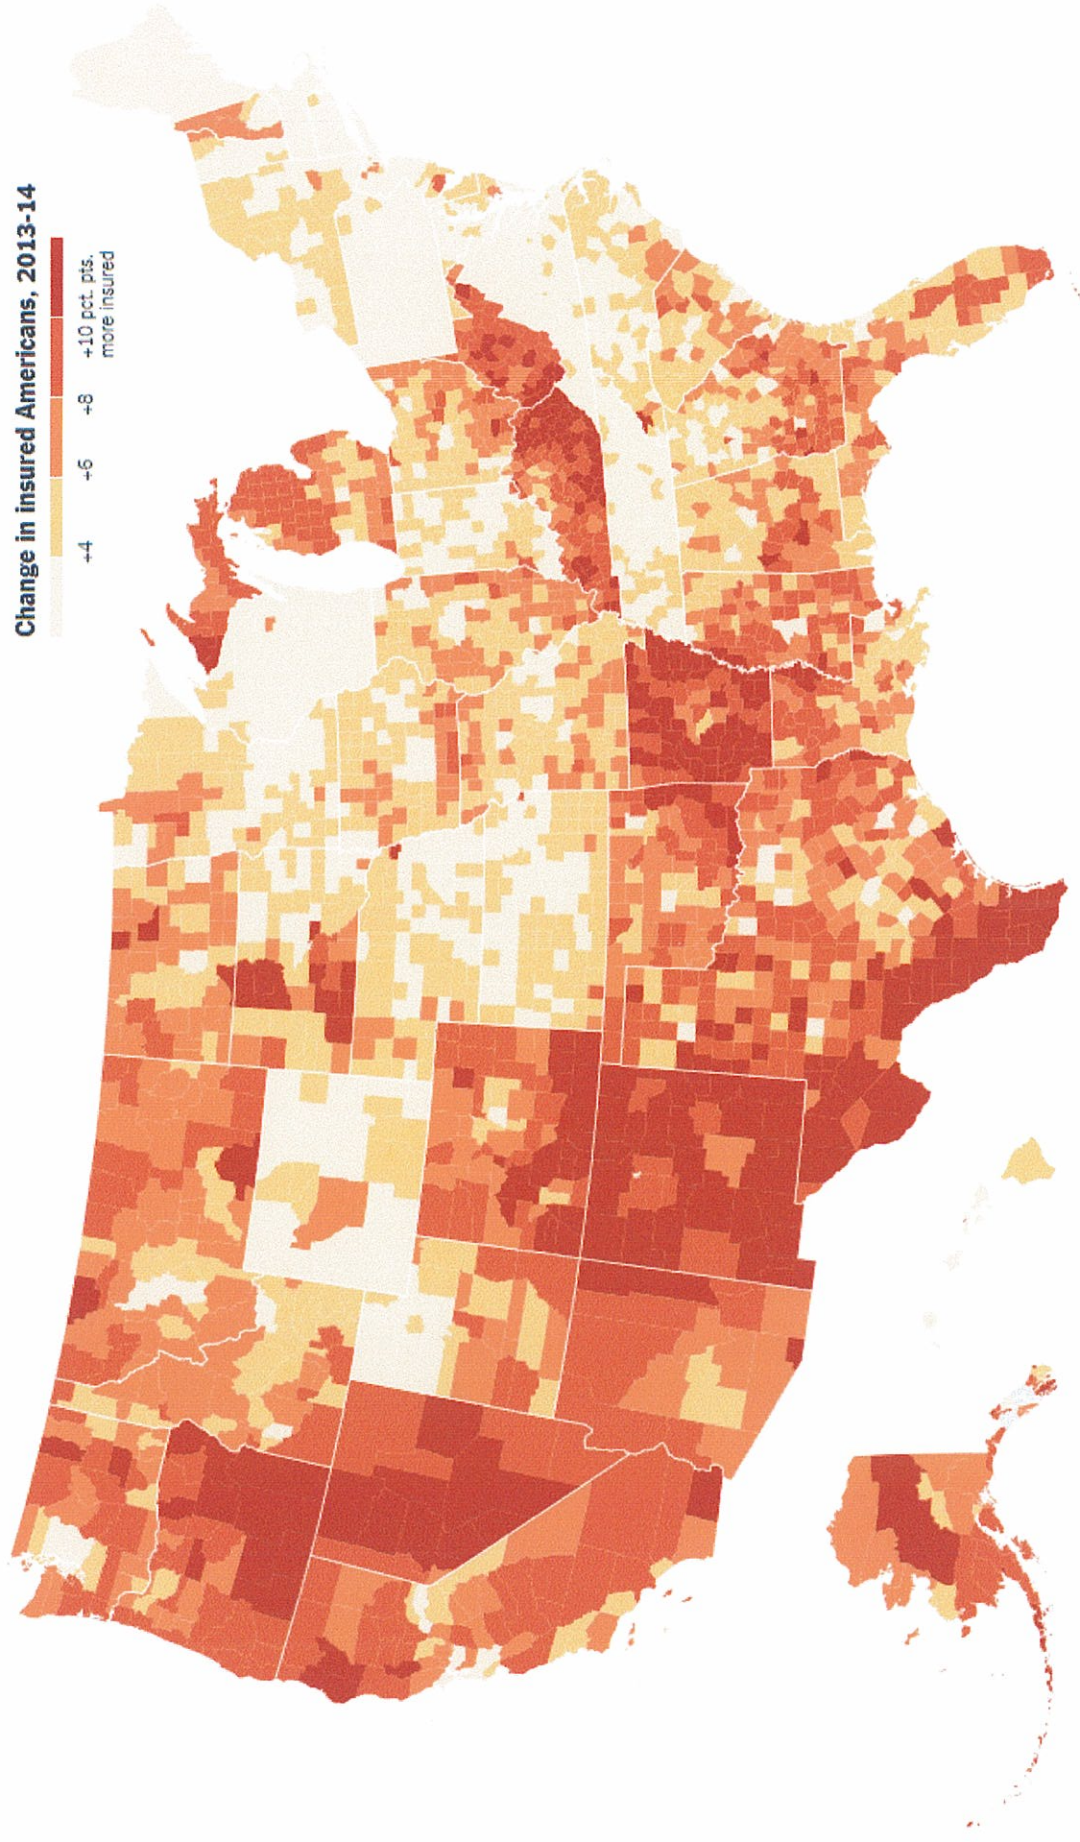 Change in insured Americans, 2013-14
+4 +6 +8 +10 pct. pts.
more insured